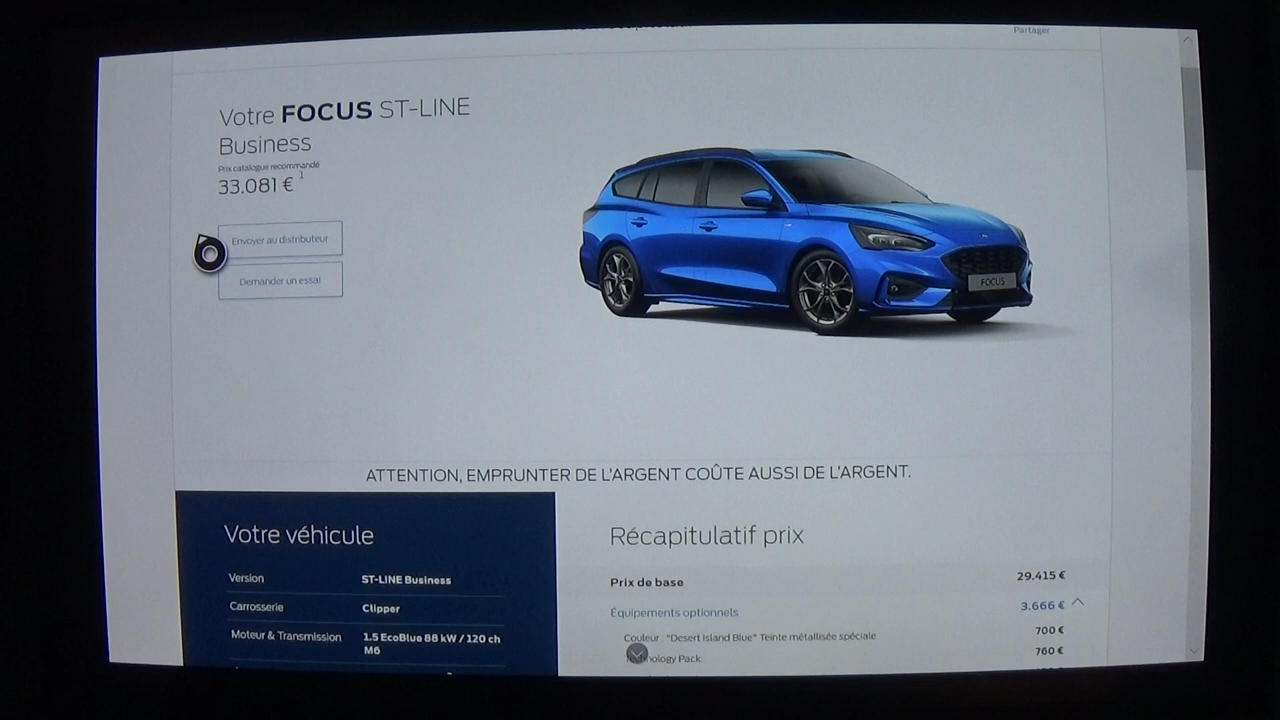 Partager
Votre FOCUS ST-LINE
Business
Prix catalogue recommandé
33.081 € 1
Envoyer au distributeur
Demander un essai
FOCUS
ATTENTION, EMPRUNTER DE L'ARGENT COÛTE AUSSI DE L'ARGENT.
Votre véhicule
Version ST-LINE Business
Carrosserie Clipper
Moteur & Transmission 1.5 EcoBlue 88 kW / 120 ch
M6
Récapitulatif prix
Prix de base 29.415 €
Équipements optionnels 3.666 €
Couleur : "Desert Island Blue" Teinte métallisée spéciale 700 €
Technology Pack 760 €